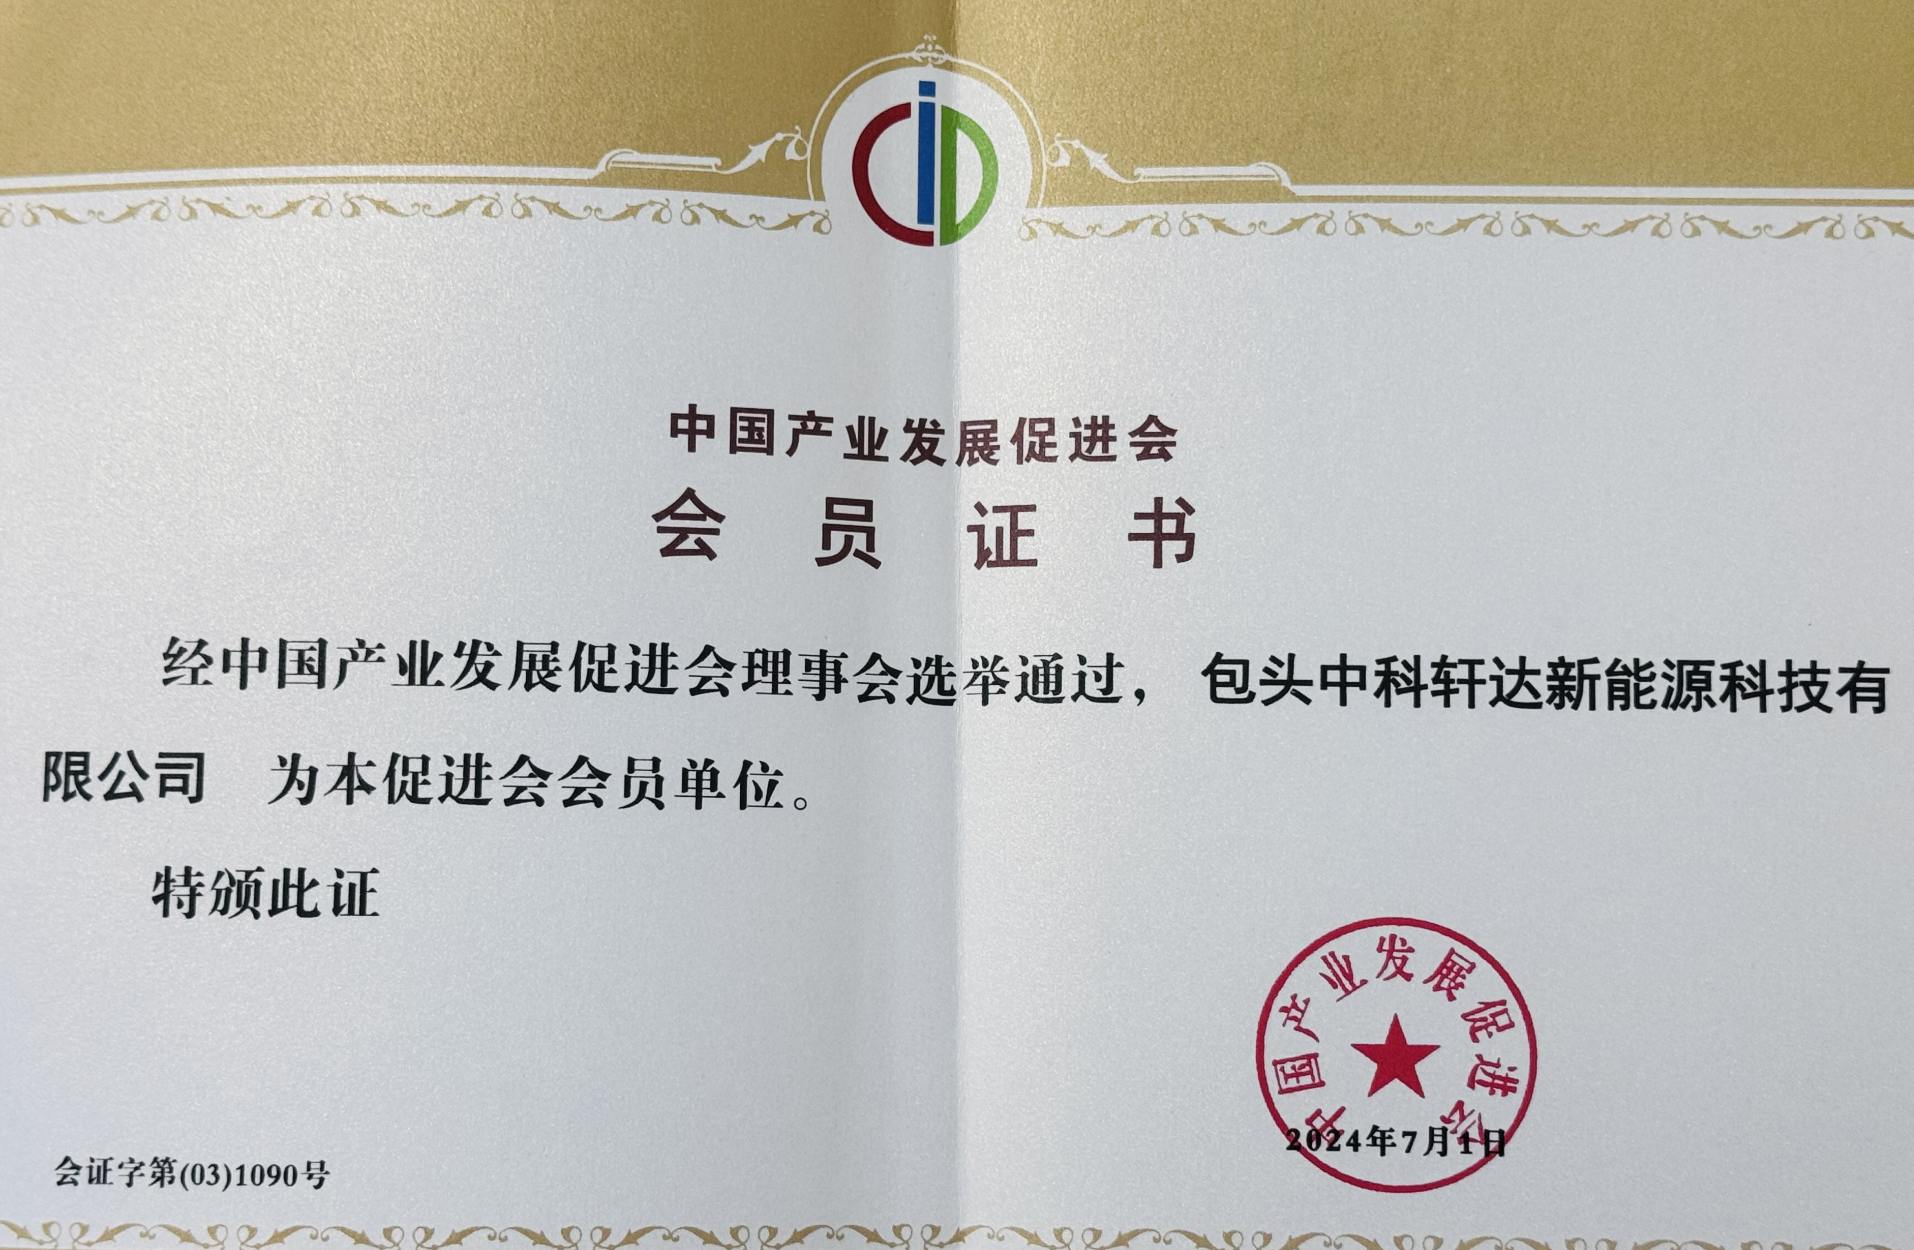 CID
中国产业发展促进会
会员证书
经中国产业发展促进会理事会选举通过， 包头中科轩达新能源科技有
限公司 为本促进会会员单位。
特颁此证
中国产业发展促进会
2024年7月1日
会证字第(03)1090号